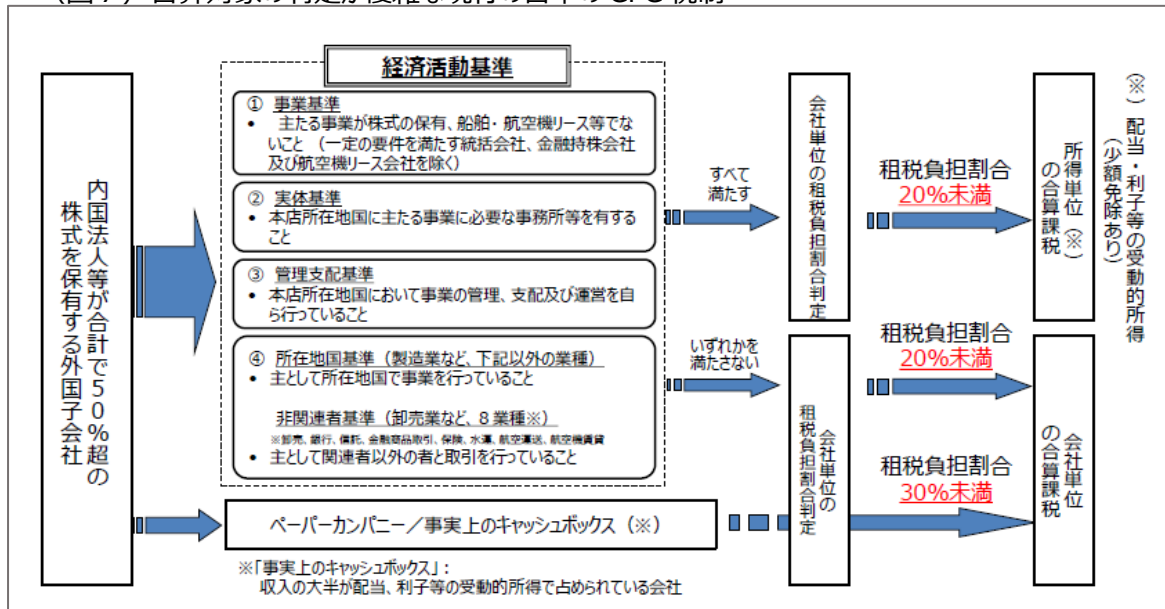 内国法人等が合計で50%超の
株式を保有する外国子会社
経済活動基準
① 事業基準
• 主たる事業が株式の保有、船舶・航空機リース等でな
いこと （一定の要件を満たす統括会社、金融持株会社
及び航空機リース会社を除く）
② 実体基準
• 本店所在地国に主たる事業に必要な事務所等を有する
こと
③ 管理支配基準
• 本店所在地国において事業の管理、支配及び運営を自
ら行っていること
④ 所在地国基準（製造業など、下記以外の業種）
• 主として所在地国で事業を行っていること
非関連者基準（卸売業など、8業種※）
※卸売、銀行、信託、金融商品取引、保険、水運、航空運送、航空機賃貸
• 主として関連者以外の者と取引を行っていること
すべて
満たす
いずれかを
満たさない
会社単位の租税負担割合判定
租税負担割合
20%未満
所得単位（※）
の合算課税
（※）配当・利子等の受動的所得
（少額免除あり）
会社単位の
租税負担割合判定
租税負担割合
20%未満
租税負担割合
30%未満
会社単位
の合算課税
ペーパーカンパニー／事実上のキャッシュボックス（※）
※「事実上のキャッシュボックス」：
収入の大半が配当、利子等の受動的所得で占められている会社